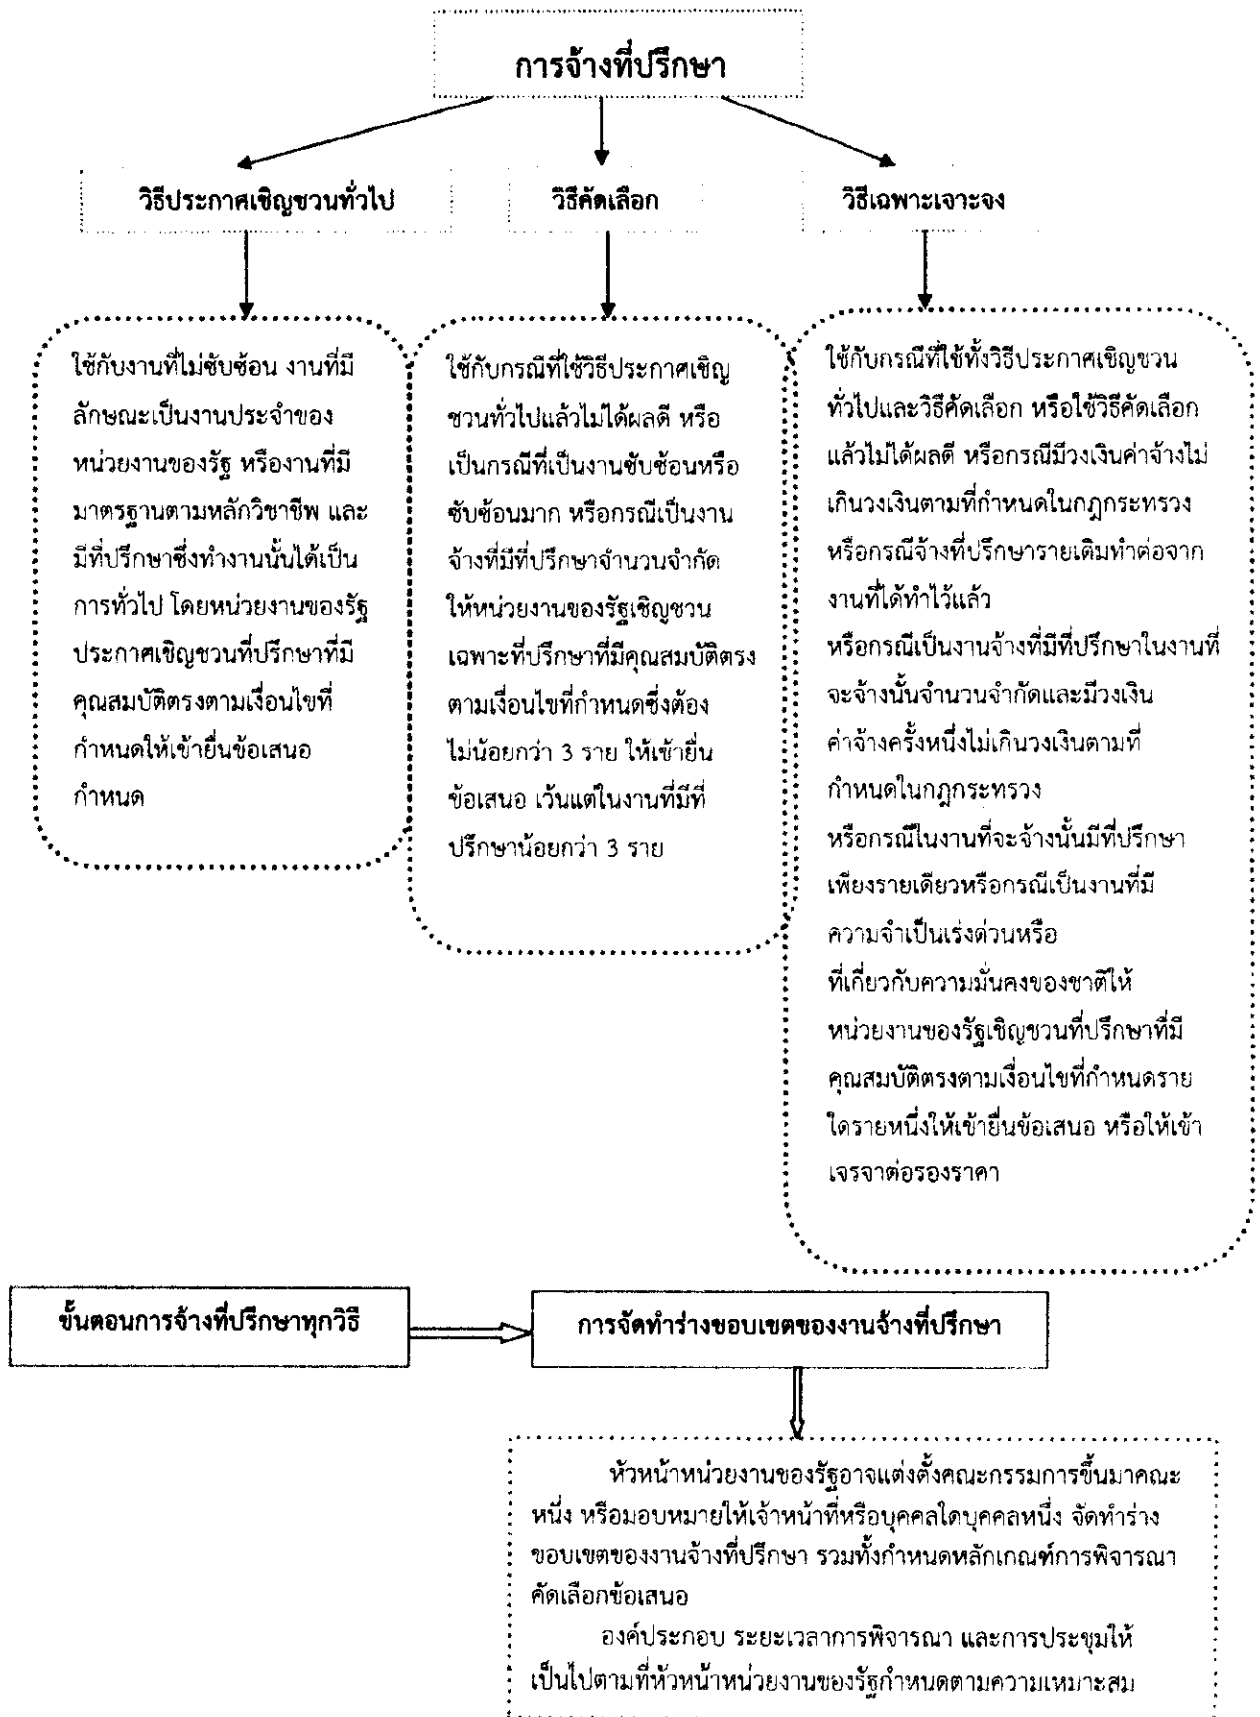 การจ้างที่ปรึกษา
วิธีประกาศเชิญชวนทั่วไป
วิธีคัดเลือก
วิธีเฉพาะเจาะจง
ใช้กับงานที่ไม่ซับซ้อน งานที่มี
ลักษณะเป็นงานประจำของ
หน่วยงานของรัฐ หรืองานที่มี
มาตรฐานตามหลักวิชาชีพ และ
มีที่ปรึกษาซึ่งทำงานนั้นได้เป็น
การทั่วไป โดยหน่วยงานของรัฐ
ประกาศเชิญชวนที่ปรึกษาที่มี
คุณสมบัติตรงตามเงื่อนไขที่
กำหนดให้เข้ายื่นข้อเสนอ
กำหนด
ใช้กับกรณีที่ใช้วิธีประกาศเชิญ
ชวนทั่วไปแล้วไม่ได้ผลดี หรือ
เป็นกรณีที่เป็นงานซับซ้อนหรือ
ซับซ้อนมาก หรือกรณีเป็นงาน
จ้างที่มีที่ปรึกษาจำนวนจำกัด
ให้หน่วยงานของรัฐเชิญชวน
เฉพาะที่ปรึกษาที่มีคุณสมบัติตรง
ตามเงื่อนไขที่กำหนดซึ่งต้อง
ไม่น้อยกว่า 3 ราย ให้เข้ายื่น
ข้อเสนอ เว้นแต่ในงานที่มีที่
ปรึกษาน้อยกว่า 3 ราย
ใช้กับกรณีที่ใช้ทั้งวิธีประกาศเชิญชวน
ทั่วไปและวิธีคัดเลือก หรือใช้วิธีคัดเลือก
แล้วไม่ได้ผลดี หรือกรณีมีวงเงินค่าจ้างไม่
เกินวงเงินตามที่กำหนดในกฎกระทรวง
หรือกรณีจ้างที่ปรึกษารายเดิมทำต่อจาก
งานที่ได้ทำไว้แล้ว
หรือกรณีเป็นงานจ้างที่มีที่ปรึกษาในงานที่
จะจ้างนั้นจำนวนจำกัดและมีวงเงิน
ค่าจ้างครั้งหนึ่งไม่เกินวงเงินตามที่
กำหนดในกฎกระทรวง
หรือกรณีในงานที่จะจ้างนั้นมีที่ปรึกษา
เพียงรายเดียวหรือกรณีเป็นงานที่มี
ความจำเป็นเร่งด่วนหรือ
ที่เกี่ยวกับความมั่นคงของชาติให้
หน่วยงานของรัฐเชิญชวนที่ปรึกษาที่มี
คุณสมบัติตรงตามเงื่อนไขที่กำหนดราย
ใดรายหนึ่งให้เข้ายื่นข้อเสนอ หรือให้เข้า
เจรจาต่อรองราคา
ขั้นตอนการจ้างที่ปรึกษาทุกวิธี
การจัดทำร่างขอบเขตของงานจ้างที่ปรึกษา
หัวหน้าหน่วยงานของรัฐอาจแต่งตั้งคณะกรรมการขึ้นมาคณะ
หนึ่ง หรือมอบหมายให้เจ้าหน้าที่หรือบุคคลใดบุคคลหนึ่ง จัดทำร่าง
ขอบเขตของงานจ้างที่ปรึกษา รวมทั้งกำหนดหลักเกณฑ์การพิจารณา
คัดเลือกข้อเสนอ
องค์ประกอบ ระยะเวลาการพิจารณา และการประชุมให้
เป็นไปตามที่หัวหน้าหน่วยงานของรัฐกำหนดตามความเหมาะสม